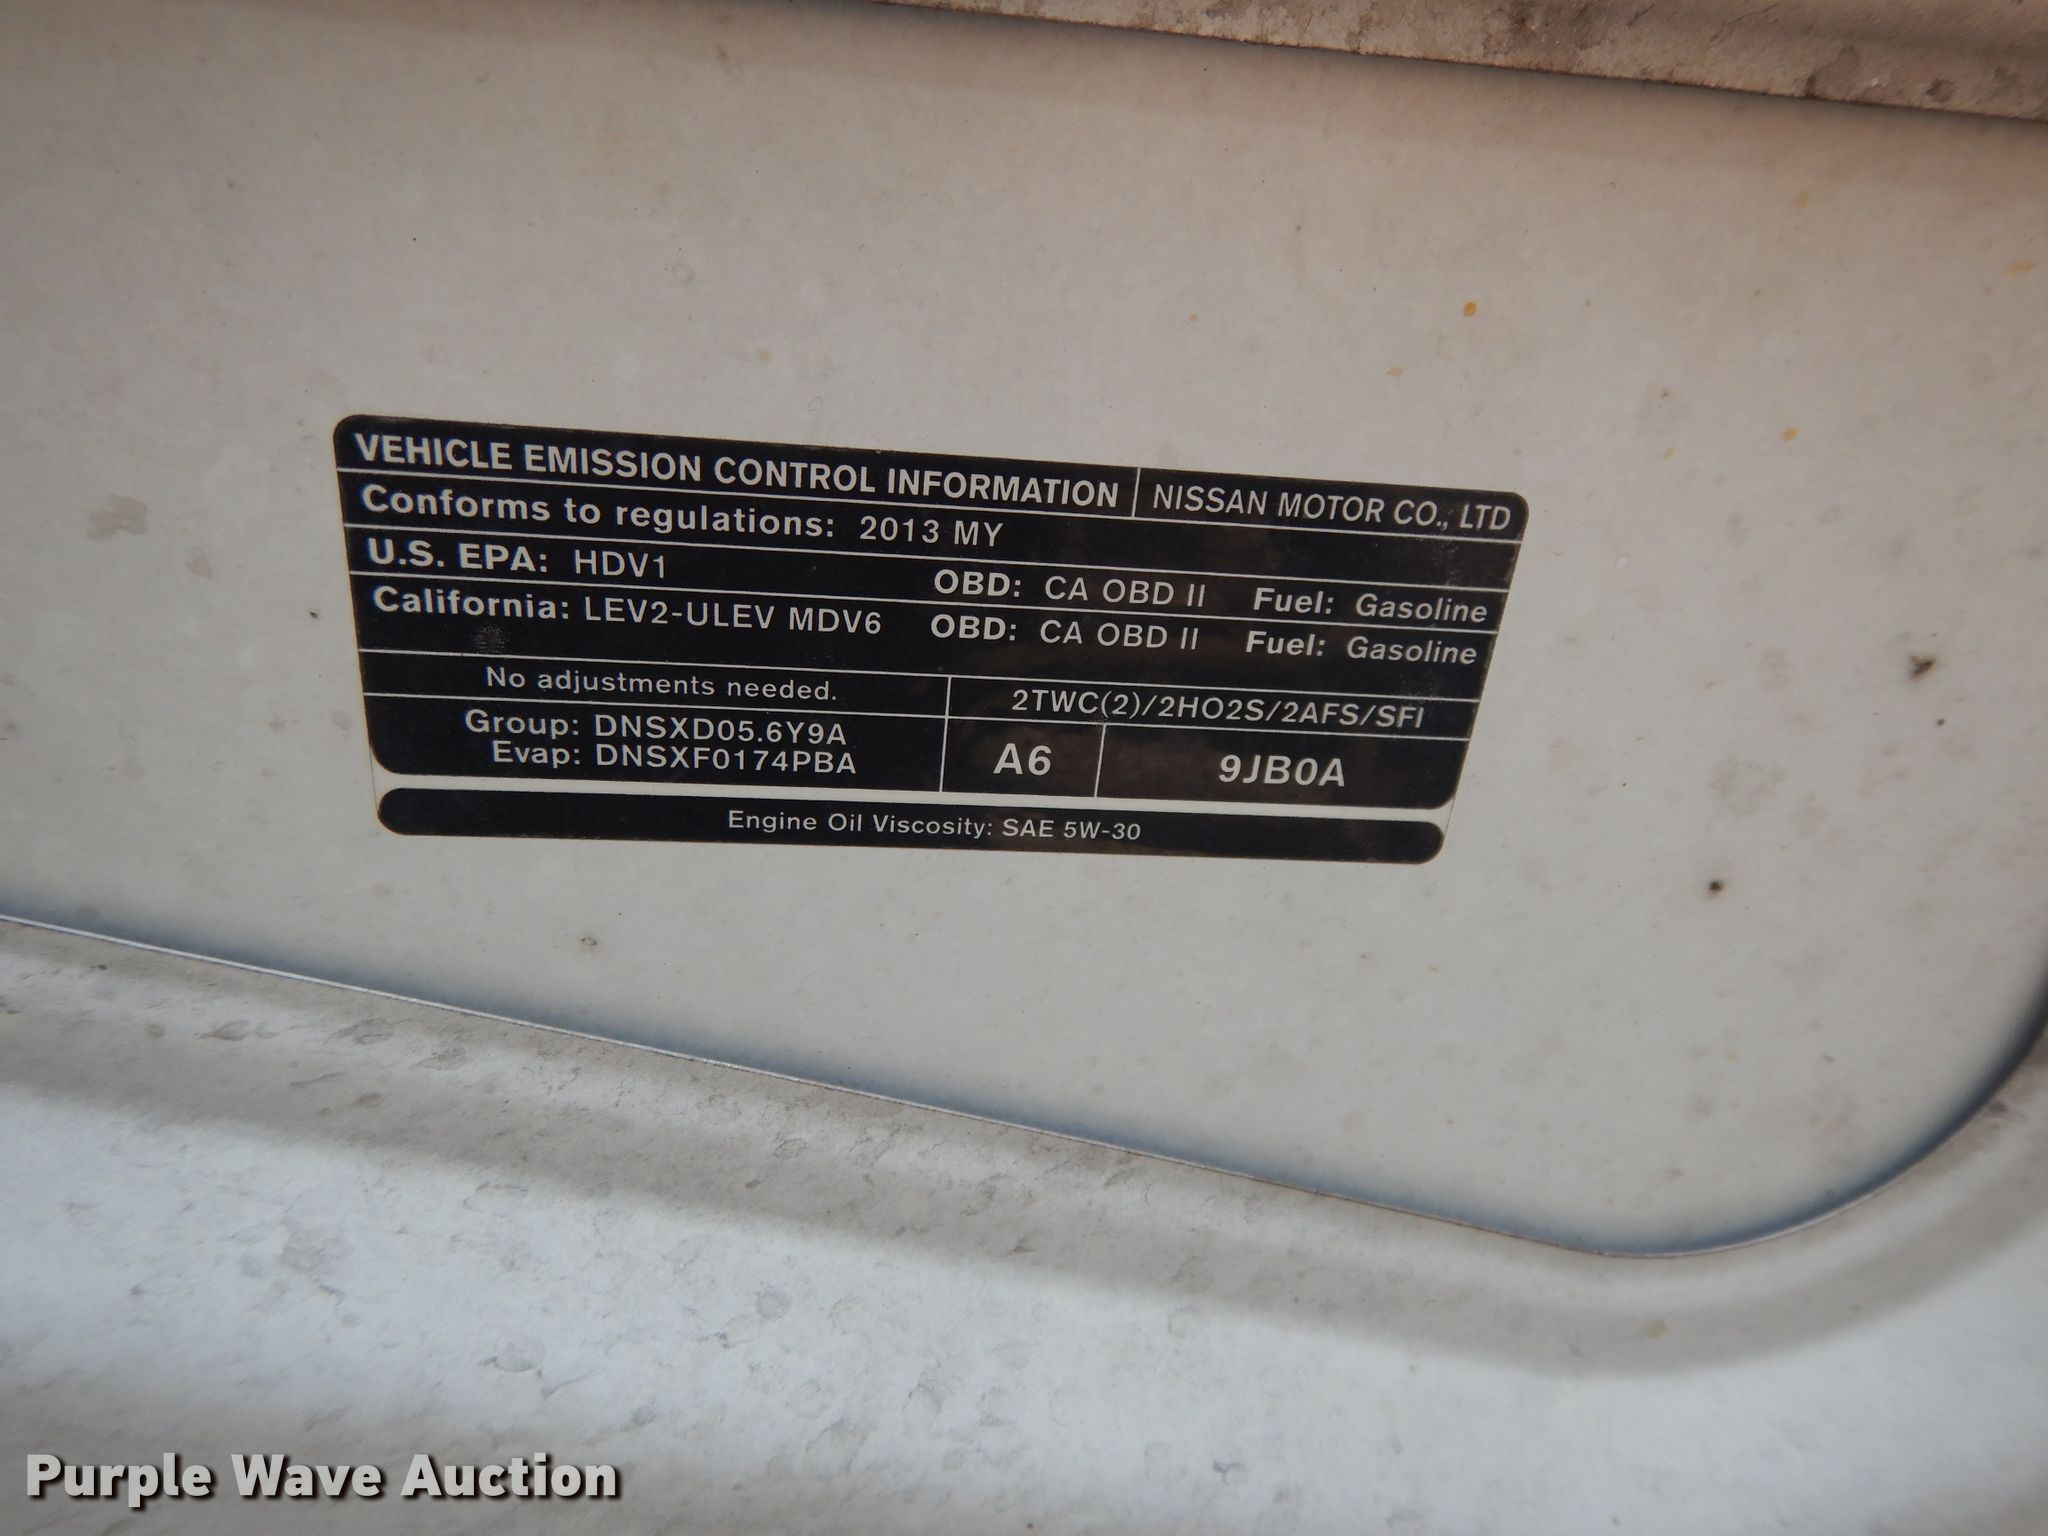 VEHICLE EMISSION CONTROL INFORMATION NISSAN MOTOR CO., LTD
Conforms to regulations: 2013 MY
U.S. EPA: HDV1 OBD: CA OBD II Fuel: Gasoline
California: LEV2-ULEV MDV6 OBD: CA OBD II Fuel: Gasoline
No adjustments needed. 2TWC(2)/2HO2S/2AFS/SFI
Group: DNSXD05.6Y9A
Evap: DNSXF0174PBA A6 9JB0A
Engine Oil Viscosity: SAE 5W-30
Purple Wave Auction